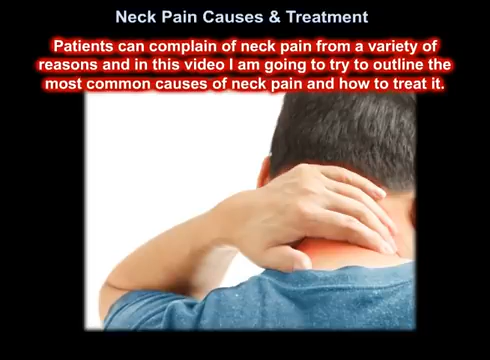 Neck Pain Causes & Treatment
Patients can complain of neck pain from a variety of
reasons and in this video I am going to try to outline the
most common causes of neck pain and how to treat it.